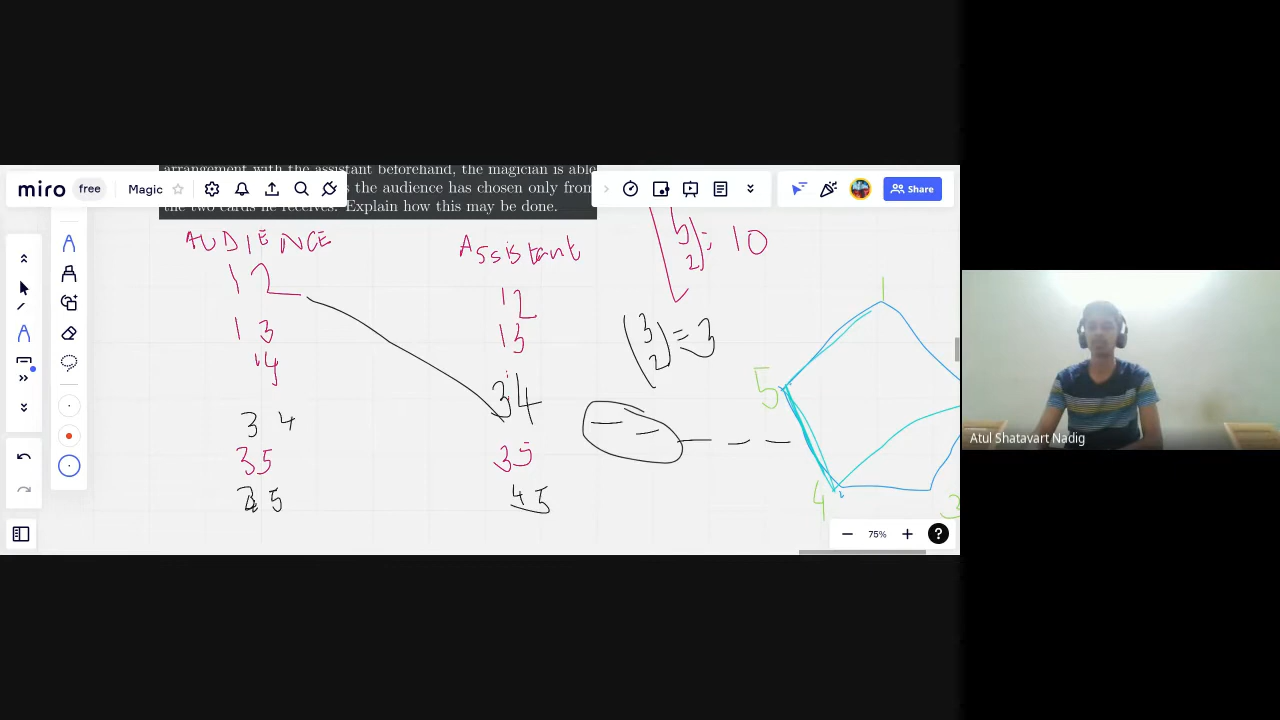 arrangement with the assistant beforehand, the magician is able
miro free Magic
s the audience has chosen only from
the two cards he receives. Explain how this may be done.
Share
AUDIENCE
Assistant
12
13
14
34
35
45
12
13
34
35
45
(5 2) = 10
(3 2) = 3
1
5
4
3
75%
?
Atul Shatavart Nadig